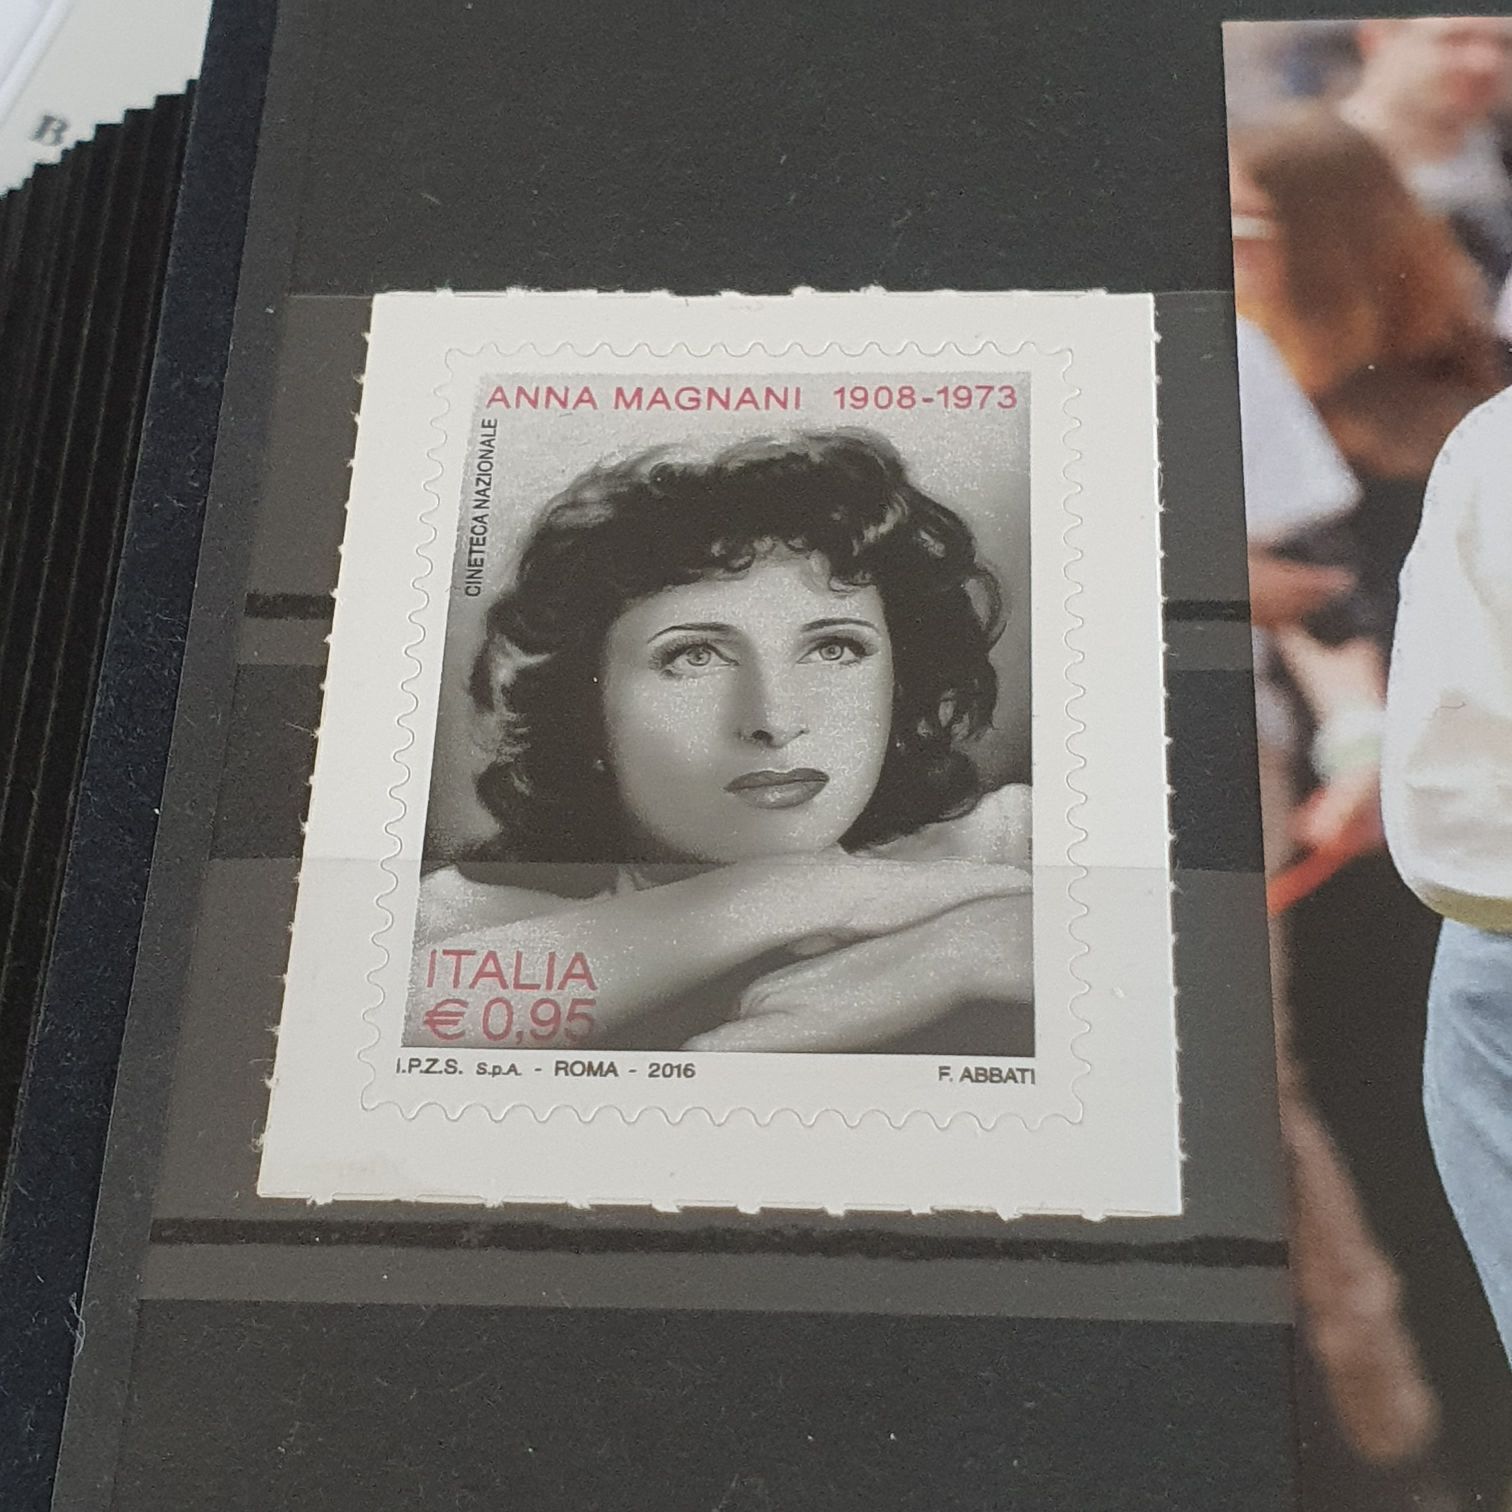 B
ANNA MAGNANI 1908-1973
CINETECA NAZIONALE
ITALIA
€ 0,95
I.P.Z.S. S.p.A. - ROMA - 2016
F. ABBATI